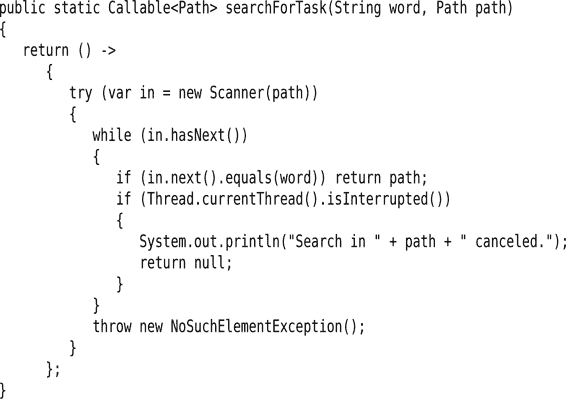 public static Callable<Path> searchForTask(String word, Path path)
{
   return () ->
      {
         try (var in = new Scanner(path))
         {
            while (in.hasNext())
            {
               if (in.next().equals(word)) return path;
               if (Thread.currentThread().isInterrupted())
               {
                  System.out.println("Search in " + path + " canceled.");
                  return null;
               }
            }
            throw new NoSuchElementException();
         }
      };
}